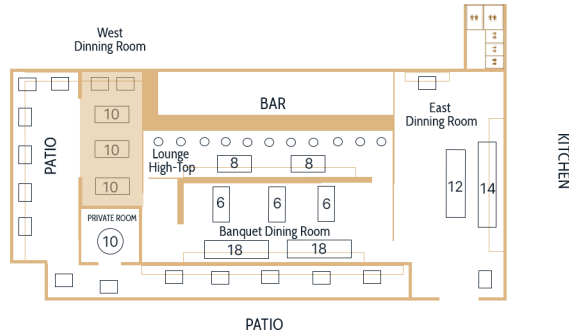 West
Dinning Room
BAR
East
Dinning Room
10
10
10
PATIO
Lounge
High-Top
8
8
KITCHEN
12
14
6
6
6
PRIVATE ROOM
10
Banquet Dining Room
18
18
PATIO